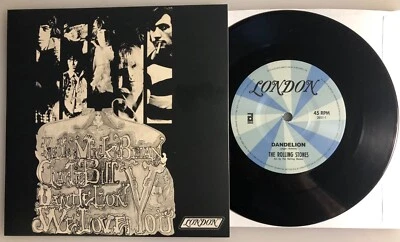 Keith Mick Brian
Charlie Bill
Dandelion
We Love You
LONDON
LONDON
45 RPM
DANDELION
THE ROLLING STONES